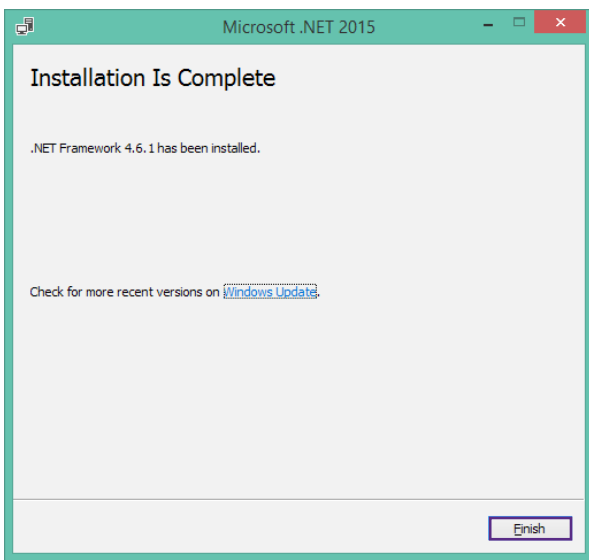 Microsoft .NET 2015
Installation Is Complete
.NET Framework 4.6.1 has been installed.
Check for more recent versions on Windows Update.
Finish